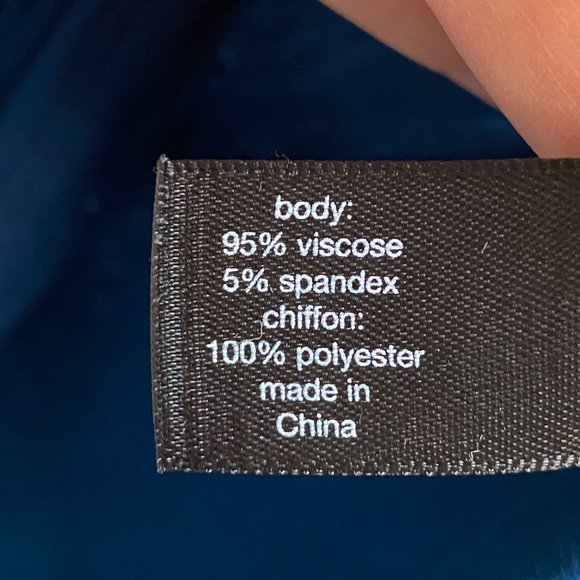 body:
95% viscose
5% spandex
chiffon:
100% polyester
made in
China